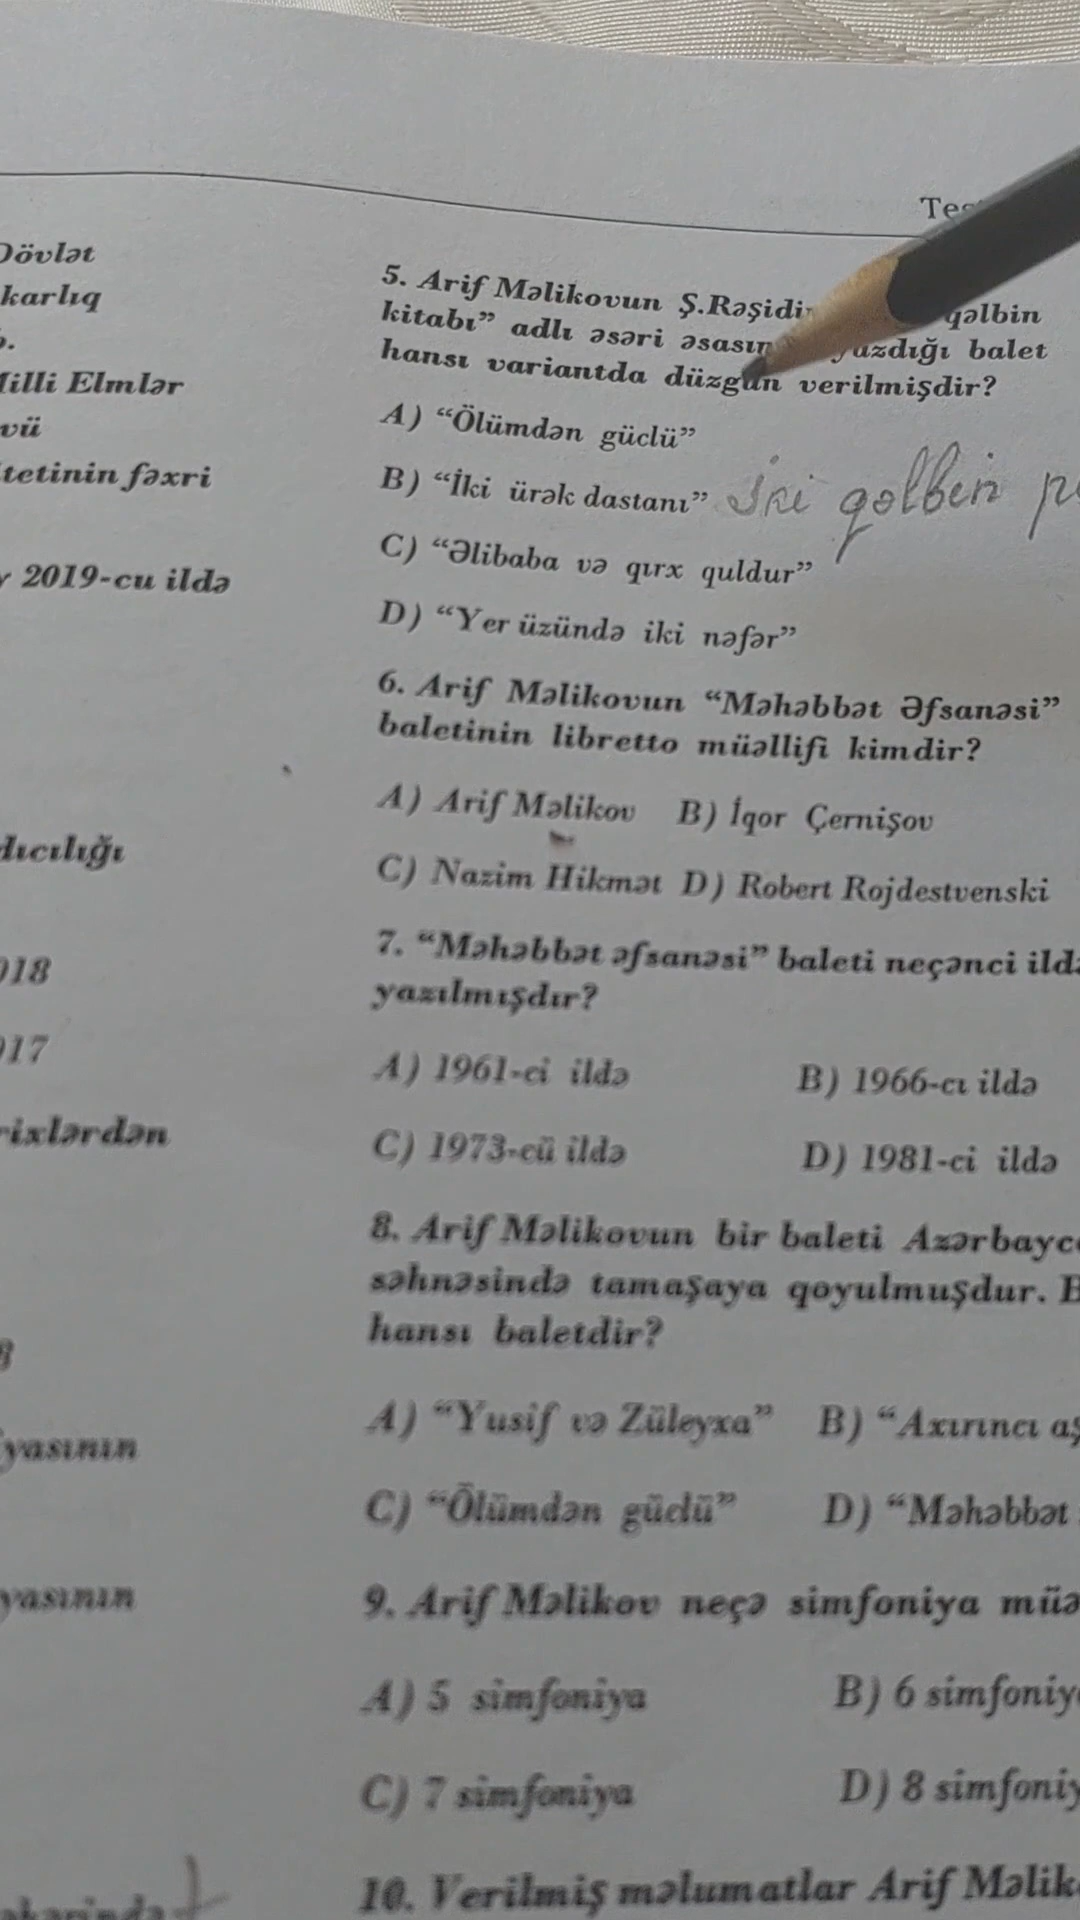 Dövlət
karlıq
Milli Elmlər
vü
tetinin fəxri
2019-cu ildə
dıcılığı
018
017
rixlərdən
yasının
yasının
5. Arif Məlikovun Ş.Rəşidi qəlbin
kitabı” adlı əsəri əsasın yazdığı balet
hansı variantda düzgün verilmişdir?
A) “Ölümdən güclü”
B) “İki ürək dastanı” İki qəlbin
C) “Əlibaba və qırx quldur”
D) “Yer üzündə iki nəfər”
6. Arif Məlikovun “Məhəbbət Əfsanəsi”
baletinin libretto müəllifi kimdir?
A) Arif Məlikov B) İqor Çernişov
C) Nazim Hikmət D) Robert Rojdestvenski
7. “Məhəbbət əfsanəsi” baleti neçənci ildə
yazılmışdır?
A) 1961-ci ildə B) 1966-cı ildə
C) 1973-cü ildə D) 1981-ci ildə
8. Arif Məlikovun bir baleti Azərbayc
səhnəsində tamaşaya qoyulmuşdur. B
hansı baletdir?
A) “Yusif və Züleyxa” B) “Axırıncı aş
C) “Ölümdən güclü” D) “Məhəbbət
9. Arif Məlikov neçə simfoniya müə
A) 5 simfoniya B) 6 simfoniy
C) 7 simfoniya D) 8 simfoniy
10. Verilmiş məlumatlar Arif Məlik